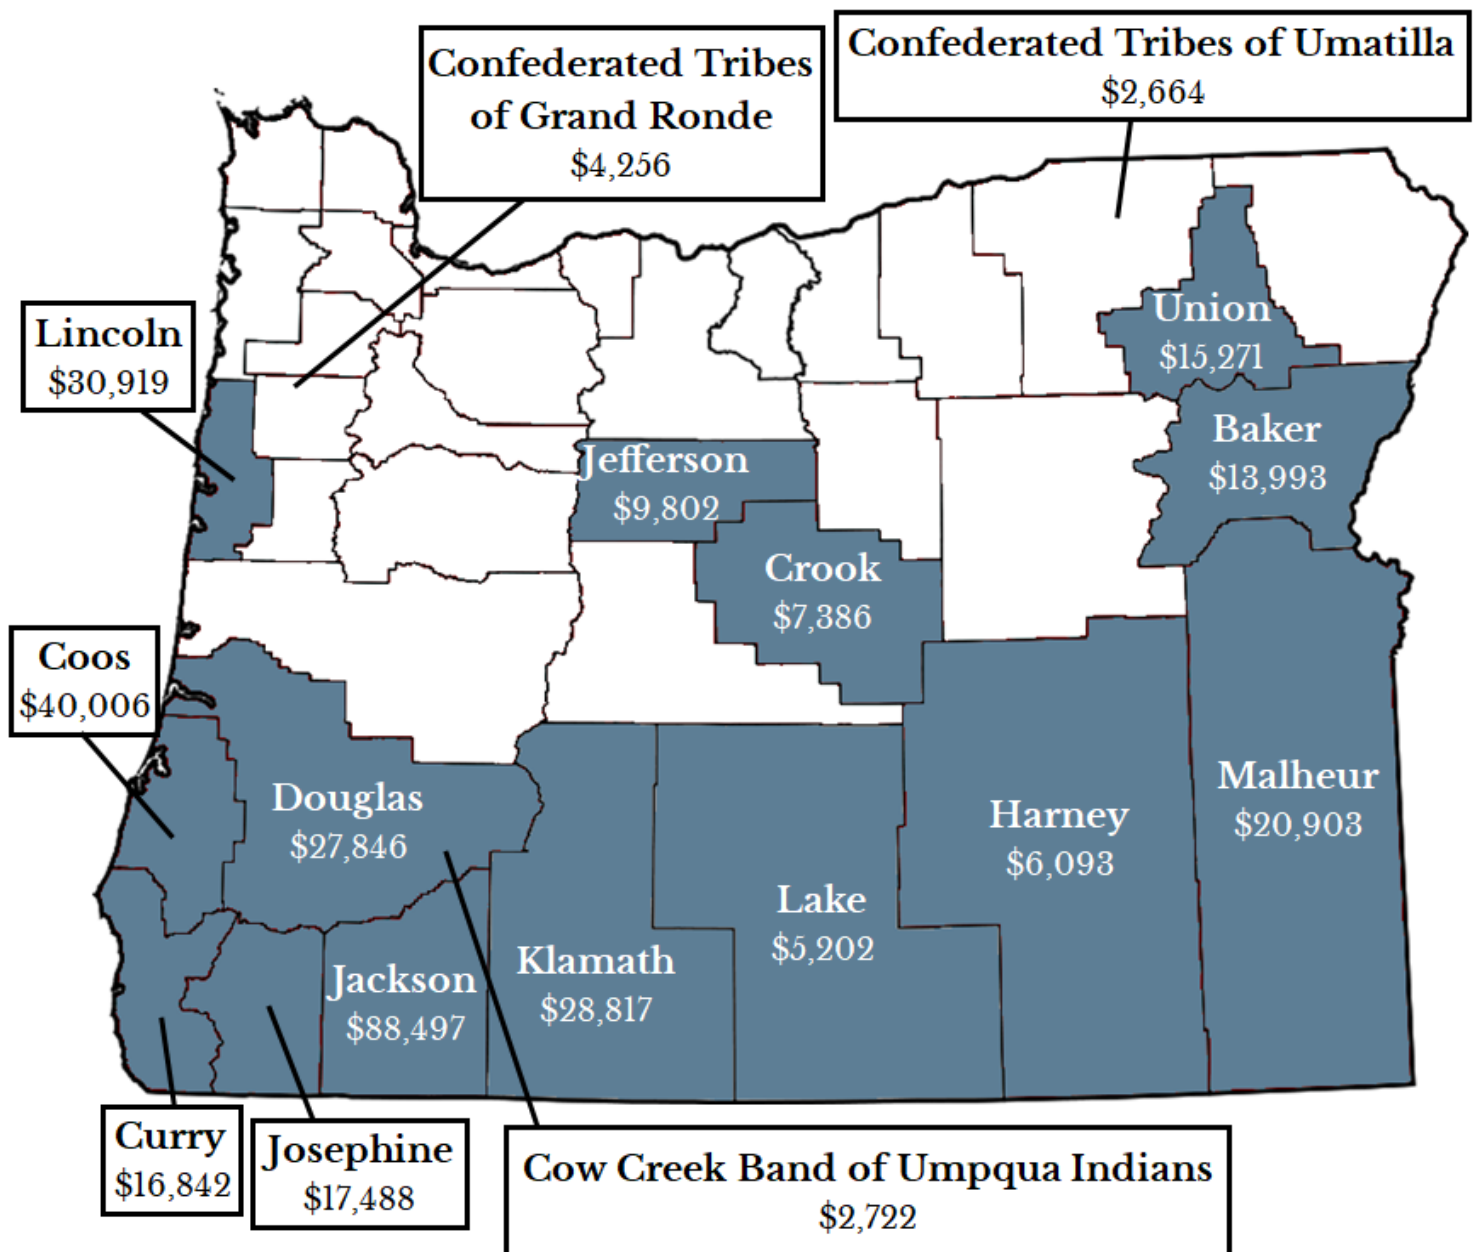 Confederated Tribes
of Grand Ronde
$4,256
Confederated Tribes of Umatilla
$2,664
Lincoln
$30,919
Union
$15,271
Baker
$13,993
Jefferson
$9,802
Crook
$7,386
Coos
$40,006
Douglas
$27,846
Malheur
$20,903
Harney
$6,093
Lake
$5,202
Klamath
$28,817
Jackson
$88,497
Curry
$16,842
Josephine
$17,488
Cow Creek Band of Umpqua Indians
$2,722